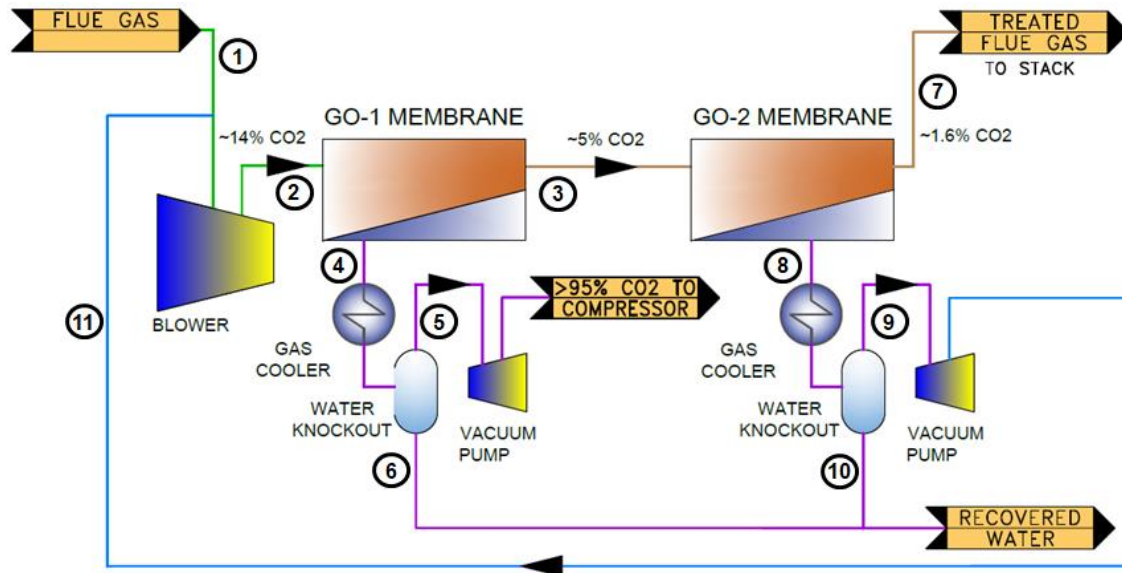 FLUE GAS
1
TREATED
FLUE GAS
TO STACK
7
GO-1 MEMBRANE
GO-2 MEMBRANE
~14% CO2
~5% CO2
~1.6% CO2
2
3
4
8
BLOWER
11
5
>95% CO2 TO
COMPRESSOR
9
GAS
COOLER
GAS
COOLER
WATER
KNOCKOUT
VACUUM
PUMP
WATER
KNOCKOUT
VACUUM
PUMP
6
10
RECOVERED
WATER